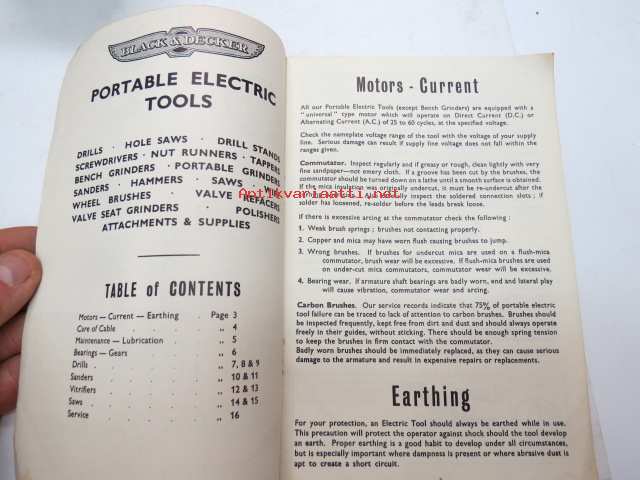 BLACK & DECKER
PORTABLE ELECTRIC
TOOLS
DRILLS · HOLE SAWS · DRILL STANDS
SCREWDRIVERS · NUT RUNNERS · TAPPERS
BENCH GRINDERS · PORTABLE GRINDERS
SANDERS · HAMMERS · SAWS
WHEEL BRUSHES · VALVE REFACERS
VALVE SEAT GRINDERS · POLISHERS
ATTACHMENTS & SUPPLIES
TABLE of CONTENTS
Motors — Current — Earthing . Page 3
Care of Cable . . . . ,, 4
Maintenance — Lubrication . . ,, 5
Bearings — Gears . . . ,, 6
Drills . . . . . ,, 7, 8 & 9
Sanders . . . . . ,, 10 & 11
Vitrifiers . . . . . ,, 12 & 13
Saws . . . . . ,, 14 & 15
Service . . . . . ,, 16
Motors - Current
All our Portable Electric Tools (except Bench Grinders) are equipped with a
"universal" type motor which will operate on Direct Current (D.C.) or
Alternating Current (A.C.) of 25 to 60 cycles, at the specified voltage.
Check the nameplate voltage range of the tool with the voltage of your supply
line. Serious damage can result if supply line voltage does not fall within the
ranges given.
Commutator. Inspect regularly and if greasy or rough, clean lightly with very
fine sandpaper—not emery cloth. If a groove has been cut by the brushes, the
commutator should be turned down on a lathe until a smooth surface is obtained.
If the mica insulation was originally undercut, it must be re-undercut after the
inspect the soldered connection slots ; if
solder has loosened, re-solder before the leads break loose.
If there is excessive arcing at the commutator check the following :
1. Weak brush springs ; brushes not contacting properly.
2. Copper and mica may have worn flush causing brushes to jump.
3. Wrong brushes. If brushes for undercut mica are used on a flush-mica
commutator, brush wear will be excessive. If flush-mica brushes are used
on under-cut mica commutators, commutator wear will be excessive.
4. Bearing wear. If armature shaft bearings are badly worn, end and lateral play
will cause vibration, commutator wear and arcing.
Carbon Brushes. Our service records indicate that 75% of portable electric
tool failure can be traced to lack of attention to carbon brushes. Brushes should
be inspected frequently, kept free from dirt and dust and should always operate
freely in their guides, without sticking. There should be enough spring tension
to keep the brushes in firm contact with the commutator.
Badly worn brushes should be immediately replaced, as they can cause serious
damage to the armature and result in expensive repairs or replacements.
Earthing
For your protection, an Electric Tool should always be earthed while in use.
This precaution will protect the operator against shock should the tool develop
an earth. Proper earthing is a good habit to develop under all circumstances,
but is especially important where dampness is present or where abrasive dust is
apt to create a short circuit.
Antikvariaatti.net